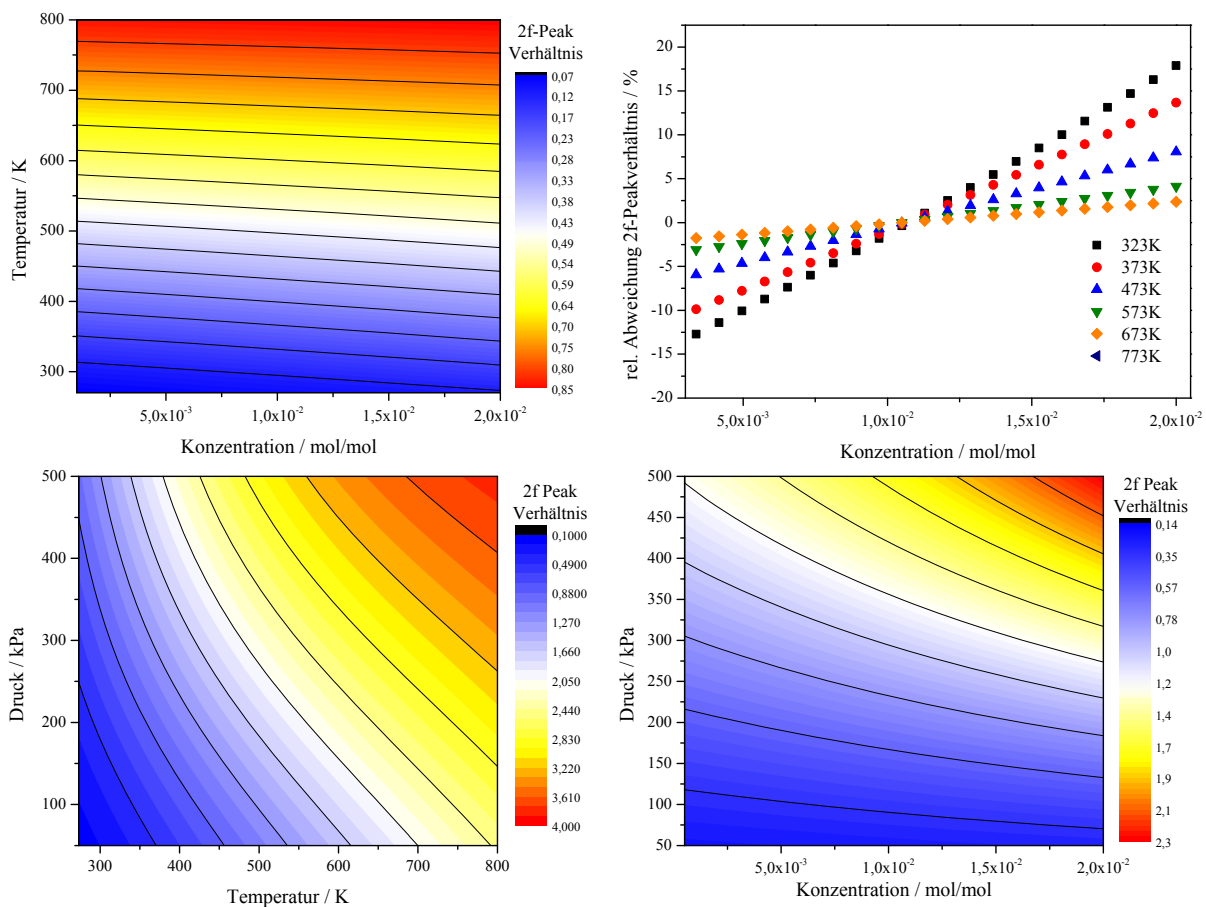 2f-Peak
Verhältnis
0,07
0,12
0,17
0,23
0,28
0,33
0,38
0,43
0,49
0,54
0,59
0,64
0,70
0,75
0,80
0,85
800
700
600
500
400
300
Temperatur / K
5,0x10⁻³
1,0x10⁻²
1,5x10⁻²
2,0x10⁻²
Konzentration / mol/mol
20
15
10
5
0
-5
-10
-15
-20
rel. Abweichung 2f-Peakverhältnis / %
323K
373K
473K
573K
673K
773K
5,0x10⁻³
1,0x10⁻²
1,5x10⁻²
2,0x10⁻²
Konzentration / mol/mol
2f Peak
Verhältnis
0,1000
0,4900
0,8800
1,270
1,660
2,050
2,440
2,830
3,220
3,610
4,000
500
400
300
200
100
Druck / kPa
300
400
500
600
700
800
Temperatur / K
2f Peak
Verhältnis
0,14
0,35
0,57
0,78
1,0
1,2
1,4
1,7
1,9
2,1
2,3
500
450
400
350
300
250
200
150
100
50
Druck / kPa
5,0x10⁻³
1,0x10⁻²
1,5x10⁻²
2,0x10⁻²
Konzentration / mol/mol